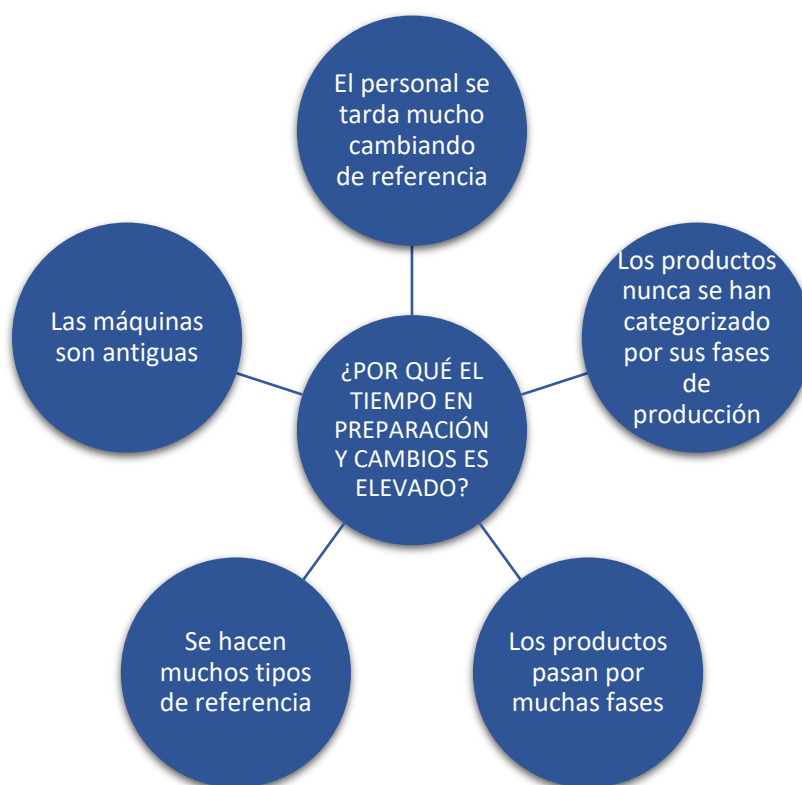 El personal se
tarda mucho
cambiando
de referencia
Los productos
nunca se han
categorizado
por sus fases
de
producción
Las máquinas
son antiguas
¿POR QUÉ EL
TIEMPO EN
PREPARACIÓN
Y CAMBIOS ES
ELEVADO?
Se hacen
muchos tipos
de referencia
Los productos
pasan por
muchas fases